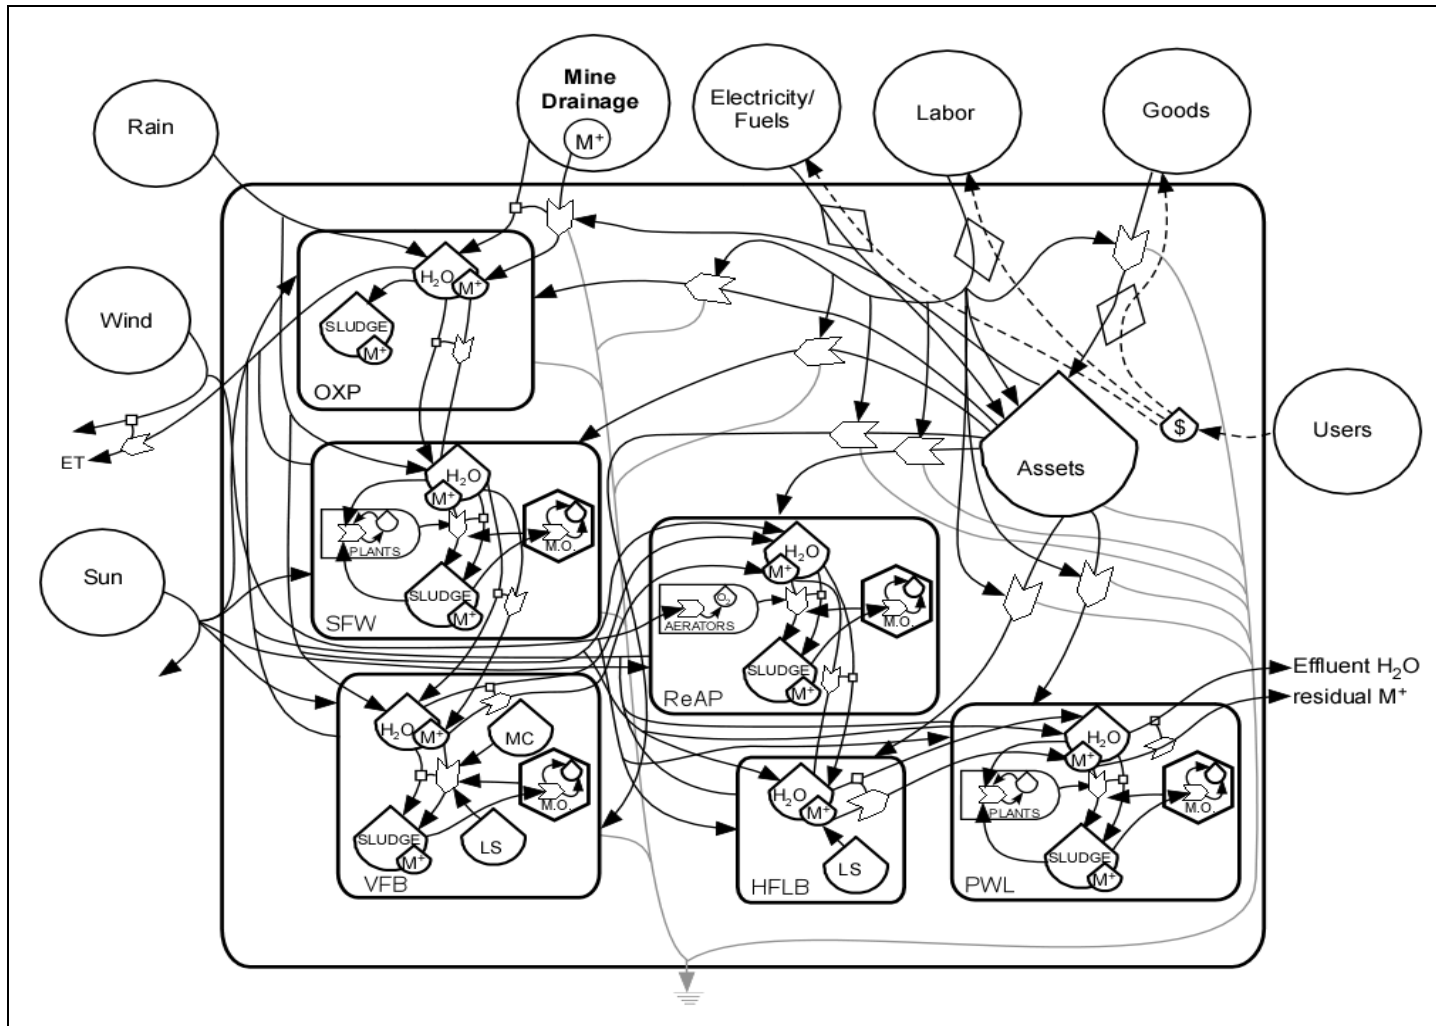 Rain
Mine
Drainage
M⁺
Electricity/
Fuels
Labor
Goods
Wind
ET
Sun
Users
$
Assets
H₂O
M⁺
SLUDGE
M⁺
OXP
H₂O
M⁺
PLANTS
M.O.
SLUDGE
M⁺
SFW
H₂O
M⁺
MC
M.O.
SLUDGE
M⁺
LS
VFB
H₂O
M⁺
O₂
AERATORS
M.O.
SLUDGE
M⁺
ReAP
H₂O
M⁺
LS
HFLB
H₂O
M⁺
PLANTS
M.O.
SLUDGE
M⁺
PWL
Effluent H₂O
residual M⁺